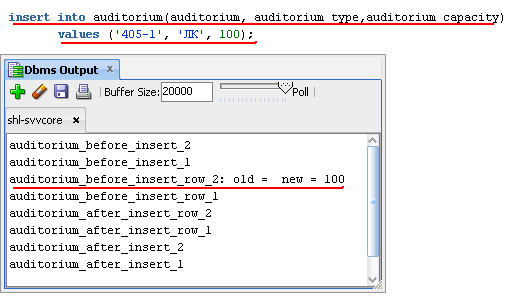 insert into auditorium(auditorium, auditorium_type,auditorium_capacity)
values ('405-1', 'ЛК', 100);
Dbms Output x
Buffer Size: 20000 Poll
shl-svvcore x
auditorium_before_insert_2
auditorium_before_insert_1
auditorium_before_insert_row_2: old =  new = 100
auditorium_before_insert_row_1
auditorium_after_insert_row_2
auditorium_after_insert_row_1
auditorium_after_insert_2
auditorium_after_insert_1